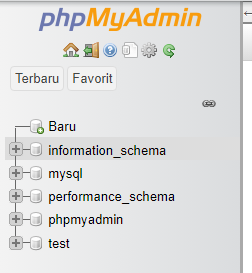 phpMyAdmin
Terbaru Favorit
Baru
information_schema
mysql
performance_schema
phpmyadmin
test